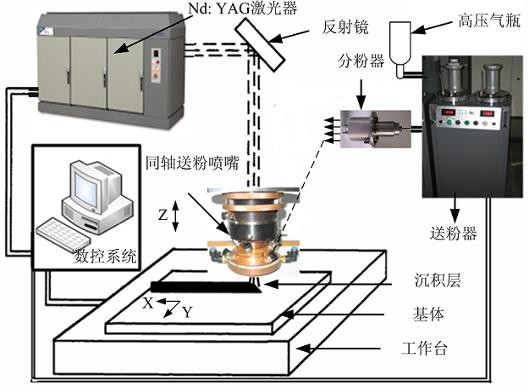 Nd: YAG激光器
反射镜
高压气瓶
分粉器
同轴送粉喷嘴
Z
送粉器
数控系统
沉积层
X
Y
基体
工作台